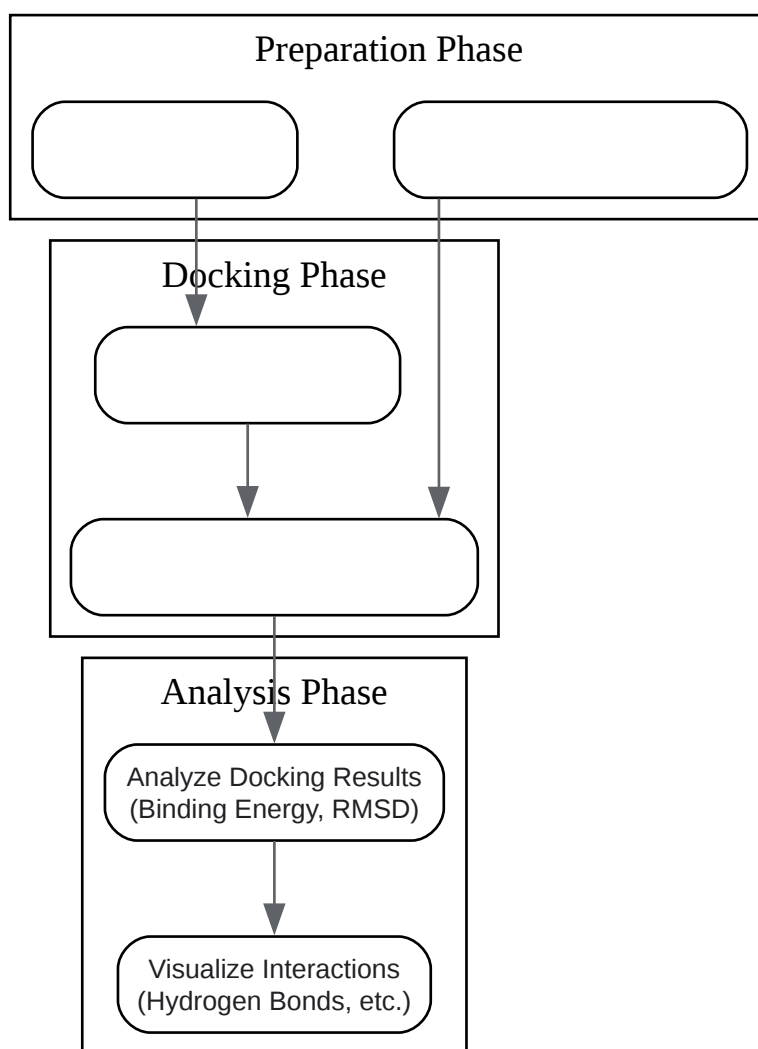 Preparation Phase
Docking Phase
Analysis Phase
Analyze Docking Results
(Binding Energy, RMSD)
Visualize Interactions
(Hydrogen Bonds, etc.)